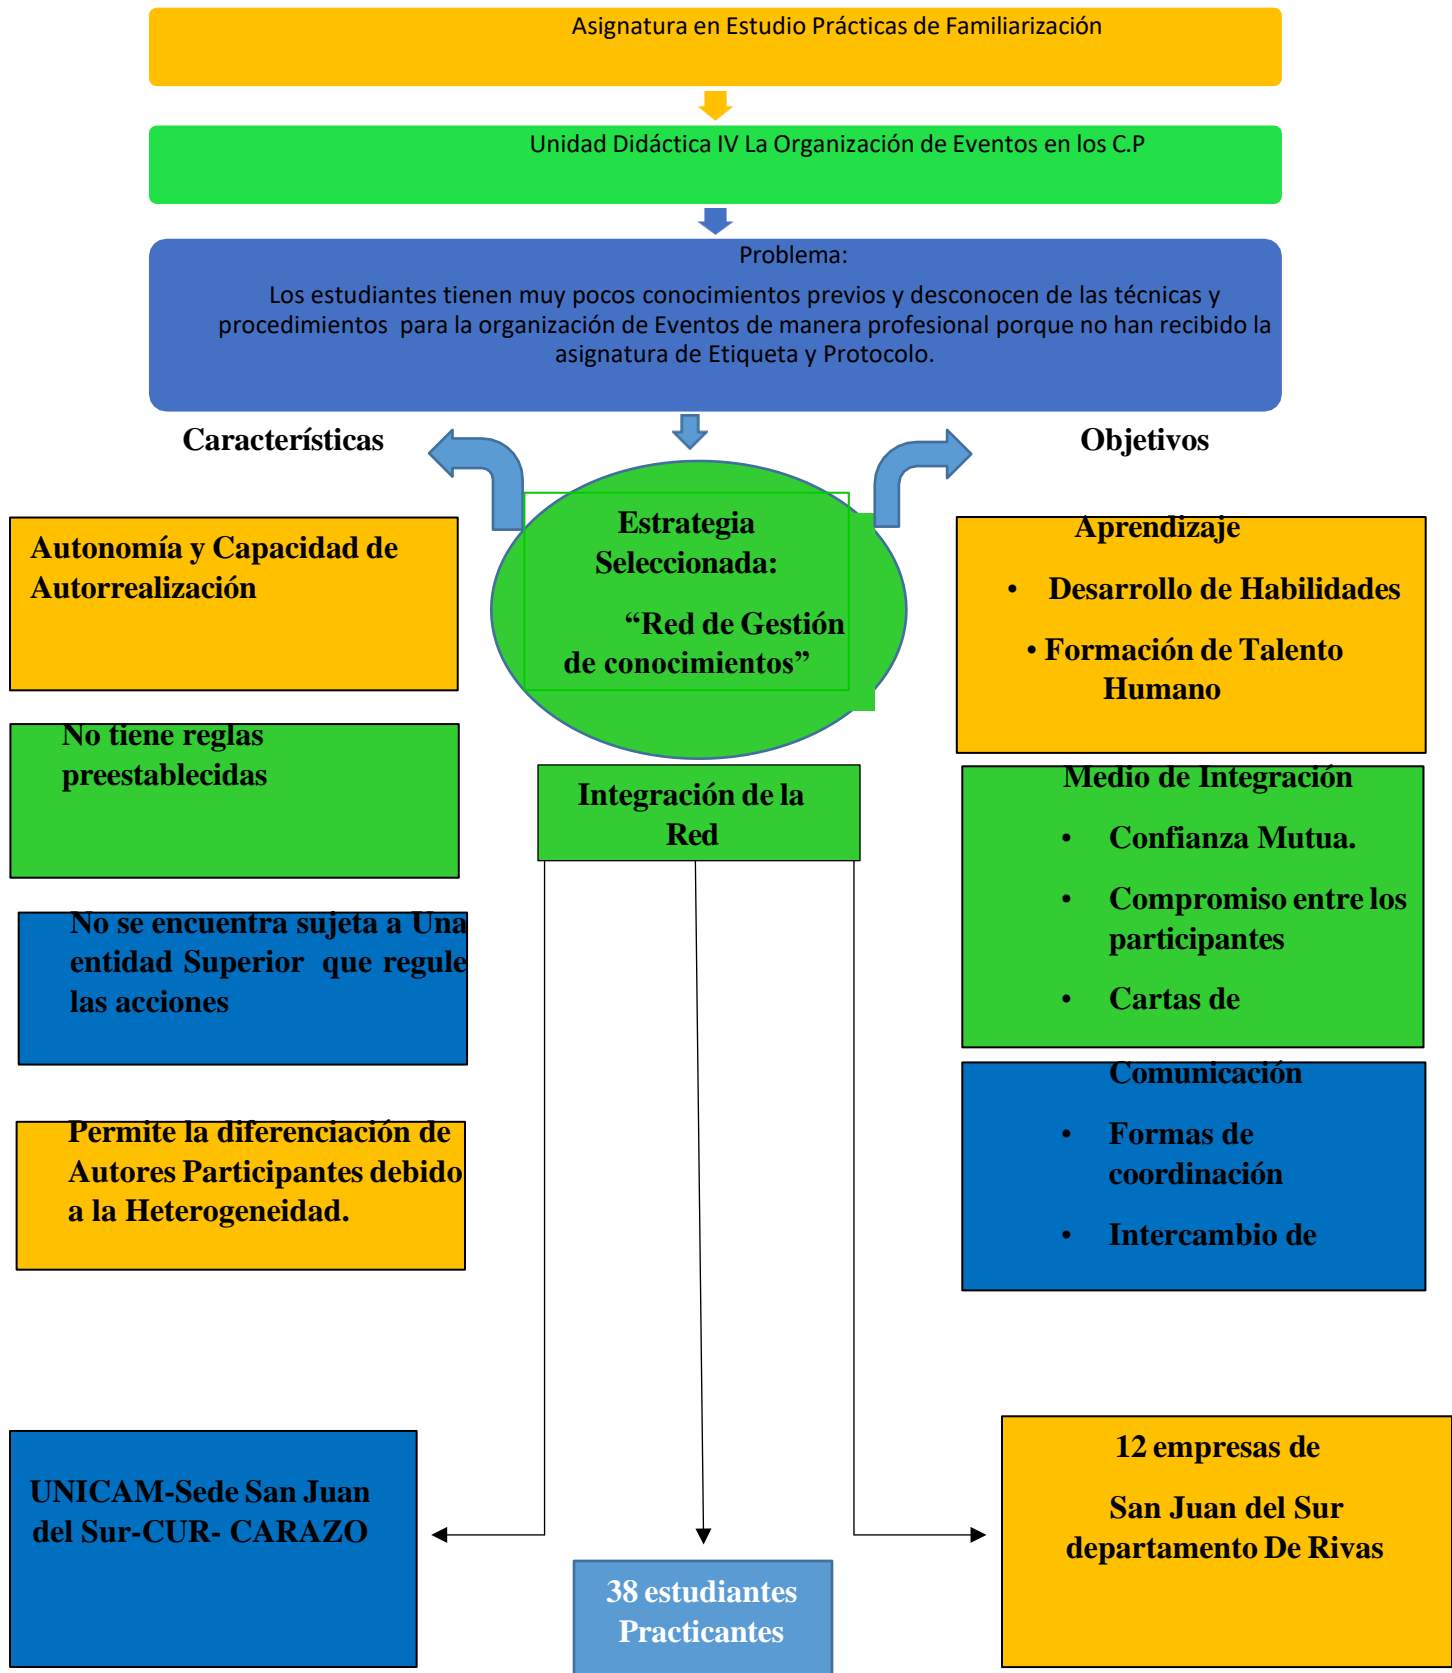 Asignatura en Estudio Prácticas de Familiarización
Unidad Didáctica IV La Organización de Eventos en los C.P
Problema:
Los estudiantes tienen muy pocos conocimientos previos y desconocen de las técnicas y
procedimientos para la organización de Eventos de manera profesional porque no han recibido la
asignatura de Etiqueta y Protocolo.
Características
Autonomía y Capacidad de
Autorrealización
No tiene reglas
preestablecidas
No se encuentra sujeta a Una
entidad Superior que regule
las acciones
Permite la diferenciación de
Autores Participantes debido
a la Heterogeneidad.
Estrategia
Seleccionada:
“Red de Gestión
de conocimientos”
Objetivos
Aprendizaje
• Desarrollo de Habilidades
• Formación de Talento
Humano
Medio de Integración
• Confianza Mutua.
• Compromiso entre los
participantes
• Cartas de
Comunicación
• Formas de
coordinación
• Intercambio de
Integración de la
Red
UNICAM-Sede San Juan
del Sur-CUR- CARAZO
38 estudiantes
Practicantes
12 empresas de
San Juan del Sur
departamento De Rivas